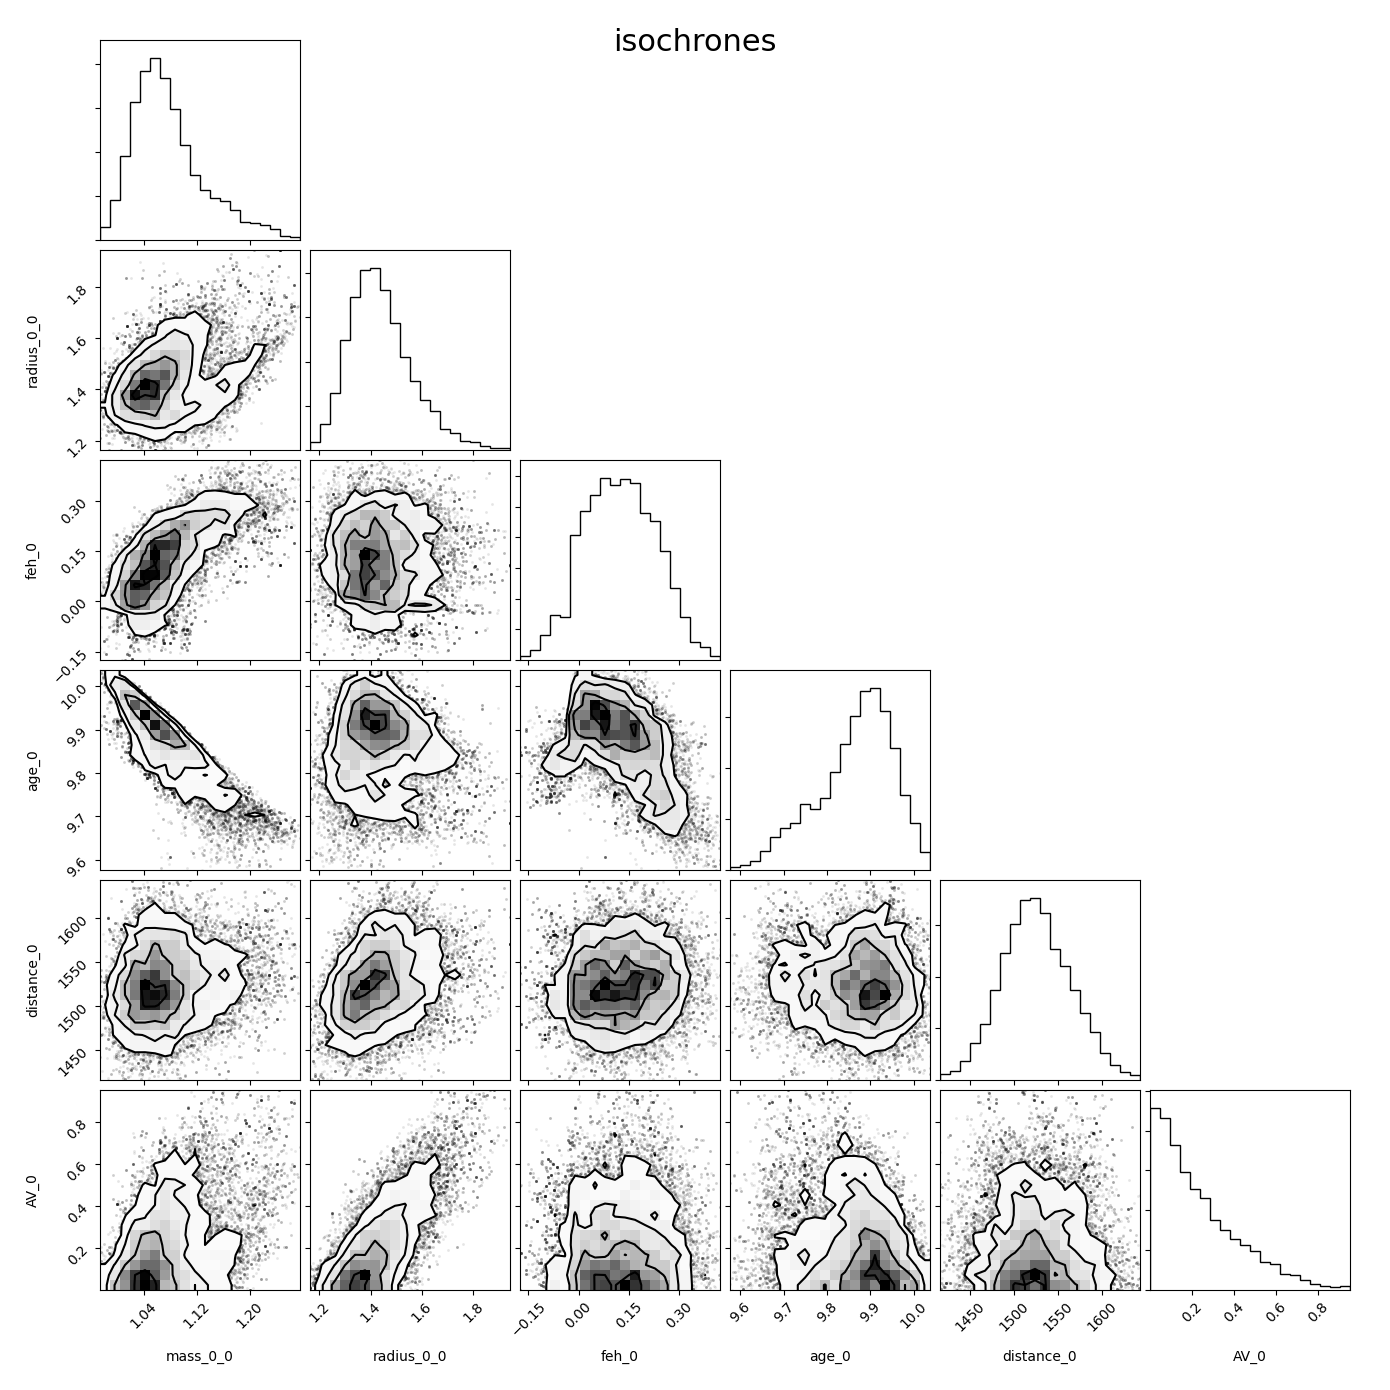 isochrones
radius_0_0
1.8
1.6
1.4
1.2
feh_0
0.30
0.15
0.00
−0.15
age_0
10.0
9.9
9.8
9.7
9.6
distance_0
1600
1550
1500
1450
AV_0
0.8
0.6
0.4
0.2
1.04 1.12 1.20 1.2 1.4 1.6 1.8 −0.15 0.00 0.15 0.30 9.6 9.7 9.8 9.9 10.0 1450 1500 1550 1600 0.2 0.4 0.6 0.8
mass_0_0 radius_0_0 feh_0 age_0 distance_0 AV_0